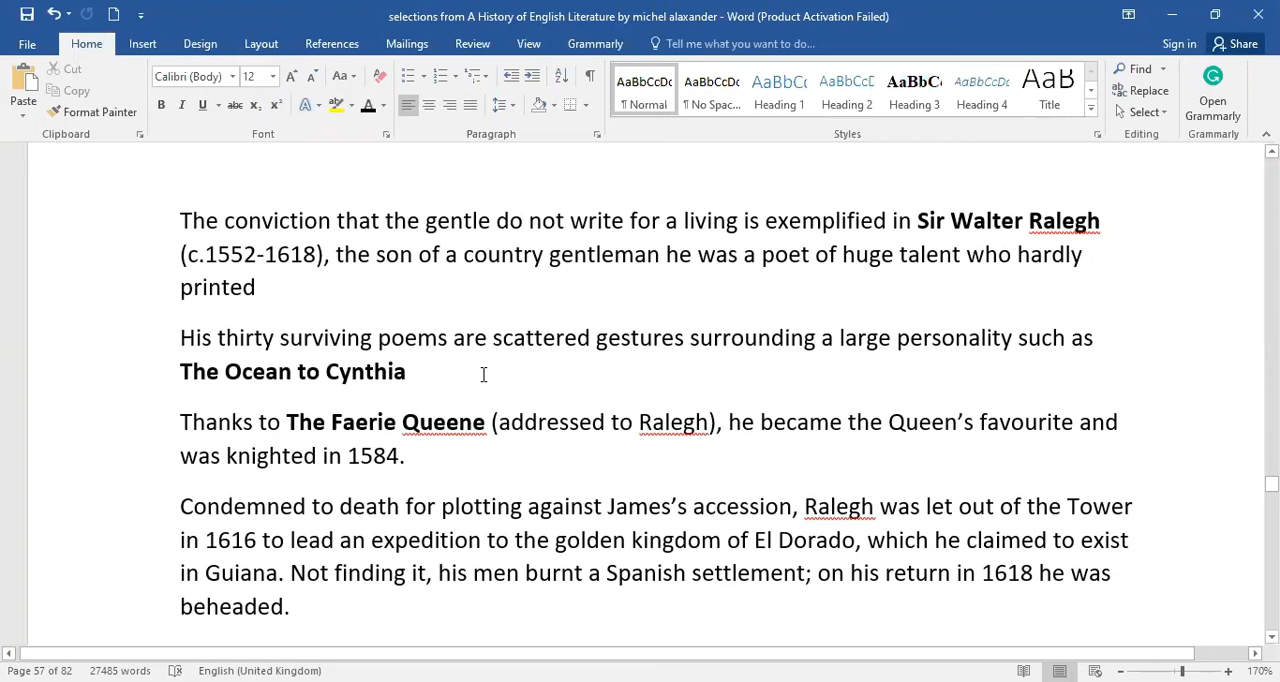 selections from A History of English Literature by michel alaxander - Word (Product Activation Failed)
File Home Insert Design Layout References Mailings Review View Grammarly Tell me what you want to do... Sign in Share
Paste Cut Copy Format Painter Clipboard
Calibri (Body) 12 Font
Paragraph
AaBbCcDc AaBbCcDc AaBbCc AaBbCcL AaBbC AaBbCcDc AaB
¶ Normal ¶ No Spac... Heading 1 Heading 2 Heading 3 Heading 4 Title
Styles
Find Replace Select Editing
Open Grammarly
Grammarly
The conviction that the gentle do not write for a living is exemplified in Sir Walter Ralegh
(c.1552-1618), the son of a country gentleman he was a poet of huge talent who hardly
printed
His thirty surviving poems are scattered gestures surrounding a large personality such as
The Ocean to Cynthia
Thanks to The Faerie Queene (addressed to Ralegh), he became the Queen’s favourite and
was knighted in 1584.
Condemned to death for plotting against James’s accession, Ralegh was let out of the Tower
in 1616 to lead an expedition to the golden kingdom of El Dorado, which he claimed to exist
in Guiana. Not finding it, his men burnt a Spanish settlement; on his return in 1618 he was
beheaded.
Page 57 of 82 27485 words English (United Kingdom) 170%